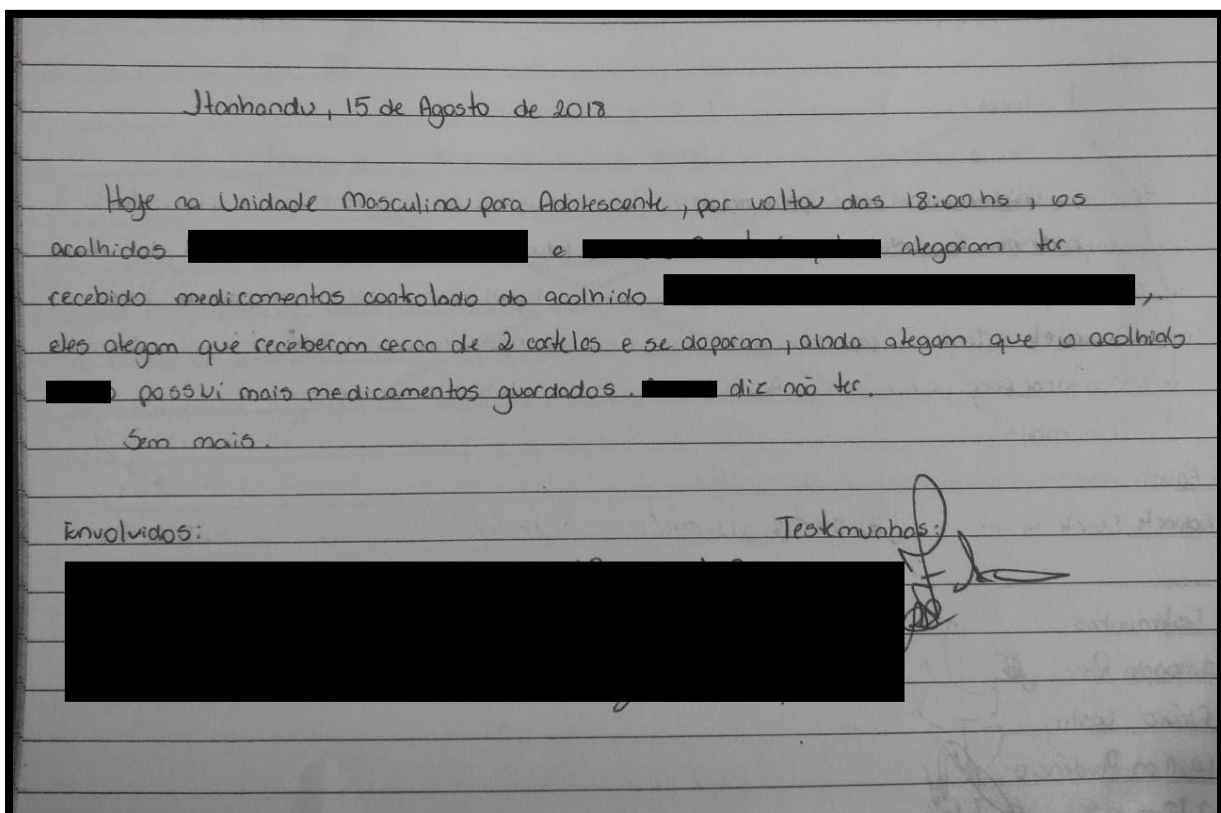 Itanhandu, 15 de Agosto de 2018
Hoje na Unidade Masculina para Adolescente, por volta das 18:00hs, os
acolhidos e alegaram ter
recebido medicamentos controlado do acolhido ,
eles alegam que receberam cerca de 2 cartelas e se doparam, ainda alegam que o acolhido
possui mais medicamentos guardados. diz não ter.
Sem mais.
Envolvidos: Testemunhas: